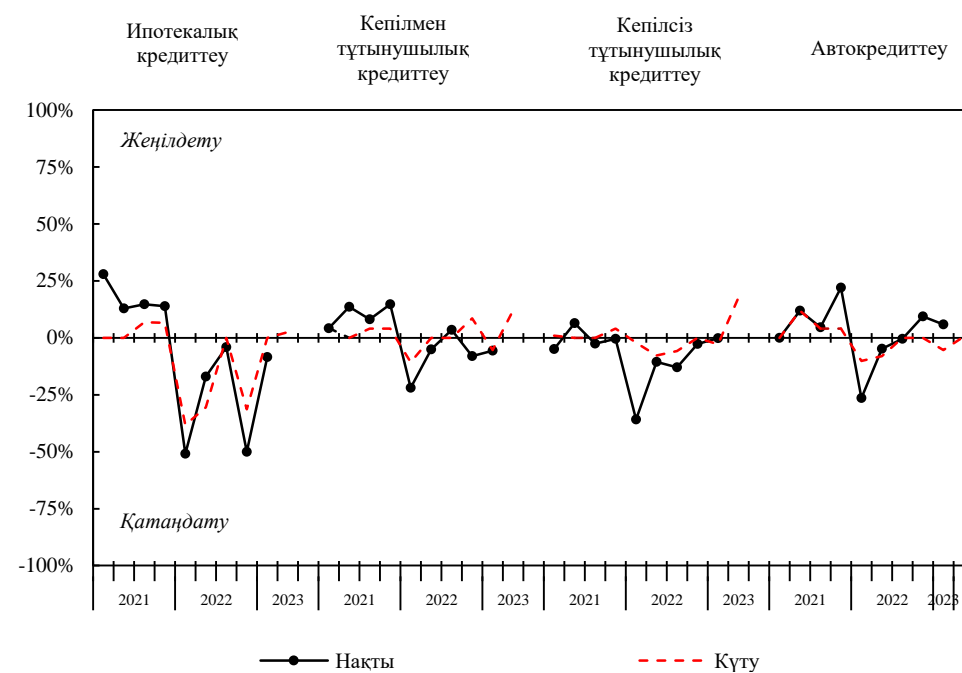 Ипотекалық
кредиттеу
Кепілмен
тұтынушылық
кредиттеу
Кепілсіз
тұтынушылық
кредиттеу
Автокредиттеу
100%
75%
50%
25%
0%
-25%
-50%
-75%
-100%
Жеңілдету
Қатаңдату
2021 2022 2023 2021 2022 2023 2021 2022 2023 2021 2022 2023
Нақты Күту